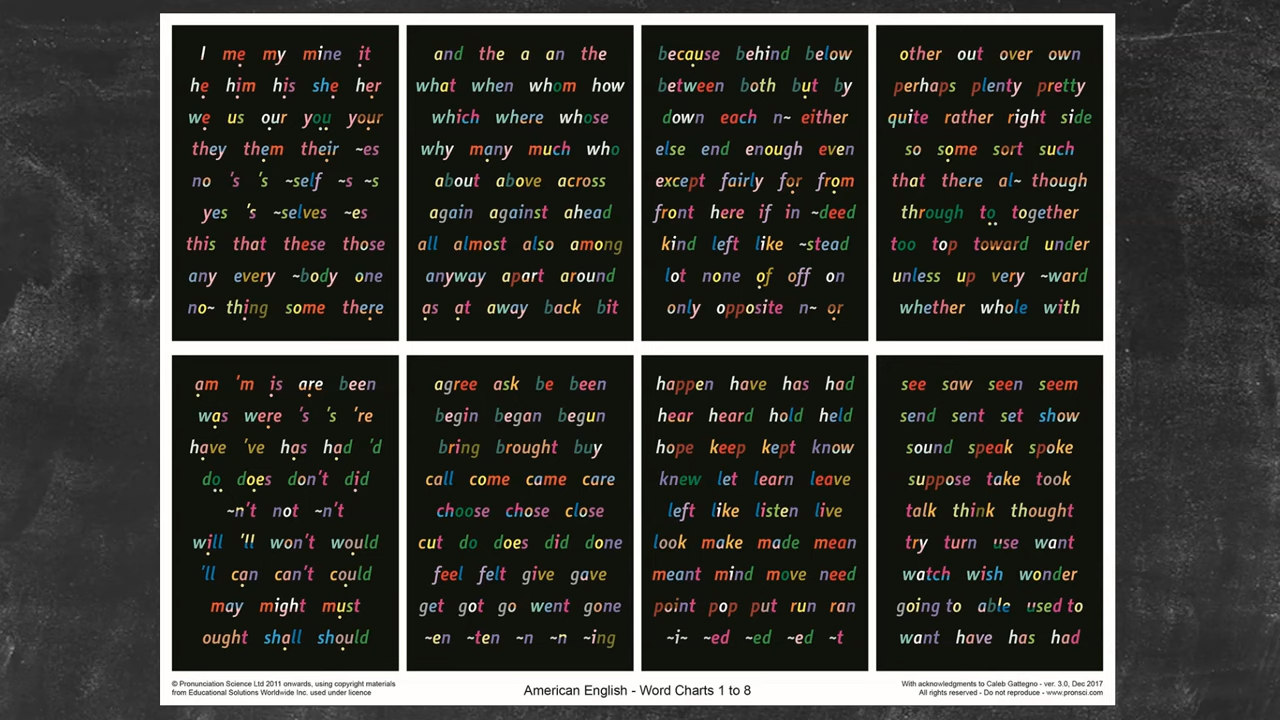 I me my mine it
he him his she her
we us our you your
they them their ~es
no 's 's ~self ~s ~s
yes 's ~selves ~es
this that these those
any every ~body one
no~ thing some there
and the a an the
what when whom how
which where whose
why many much who
about above across
again against ahead
all almost also among
anyway apart around
as at away back bit
because behind below
between both but by
down each n~ either
else end enough even
except fairly for from
front here if in ~deed
kind left like ~stead
lot none of off on
only opposite n~ or
other out over own
perhaps plenty pretty
quite rather right side
so some sort such
that there al~ though
through to together
too top toward under
unless up very ~ward
whether whole with
am 'm is are been
was were 's 's 're
have 've has had 'd
do does don't did
~n't not ~n't
will 'll won't would
'll can can't could
may might must
ought shall should
agree ask be been
begin began begun
bring brought buy
call come came care
choose chose close
cut do does did done
feel felt give gave
get got go went gone
~en ~ten ~n ~n ~ing
happen have has had
hear heard hold held
hope keep kept know
knew let learn leave
left like listen live
look make made mean
meant mind move need
point pop put run ran
~i~ ~ed ~ed ~ed ~t
see saw seen seem
send sent set show
sound speak spoke
suppose take took
talk think thought
try turn use want
watch wish wonder
going to able used to
want have has had
© Pronunciation Science Ltd 2011 onwards, using copyright materials
from Educational Solutions Worldwide Inc. used under licence
American English - Word Charts 1 to 8
With acknowledgments to Caleb Gattegno - ver. 3.0, Dec 2017
All rights reserved - Do not reproduce - www.pronsci.com